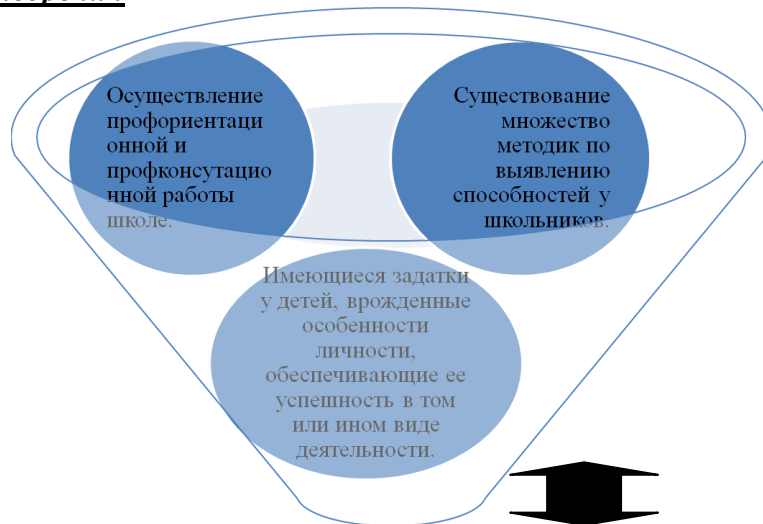 Осуществление
профориентаци
онной и
профконсутацио
нной работы
школе.
Существование
множество
методик по
выявлению
способностей у
школьников.
Имеющиеся задатки
у детей, врожденные
особенности
личности,
обеспечивающие ее
успешность в том
или ином виде
деятельности.